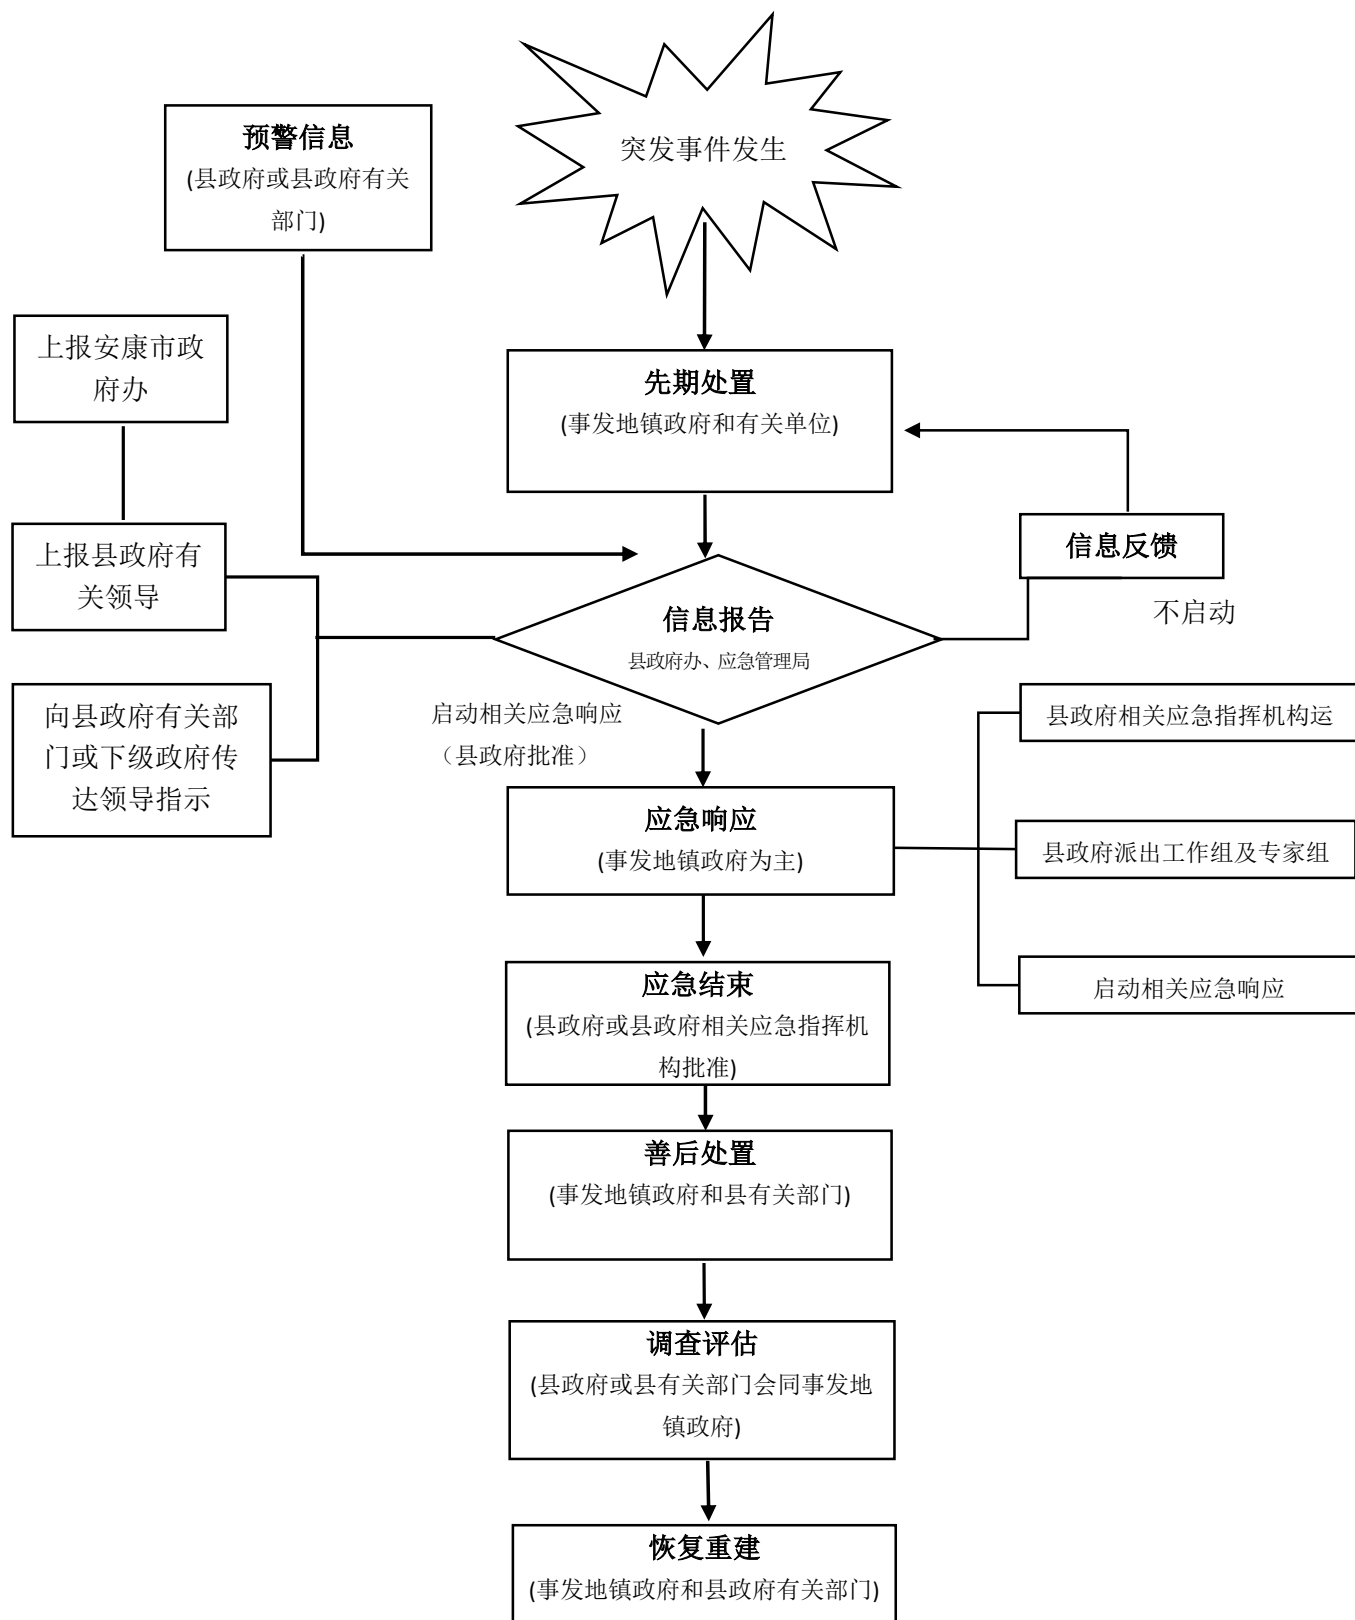 突发事件发生
预警信息
(县政府或县政府有关
部门)
上报安康市政
府办
先期处置
(事发地镇政府和有关单位)
上报县政府有
关领导
信息反馈
不启动
信息报告
县政府办、应急管理局
向县政府有关部
门或下级政府传
达领导指示
启动相关应急响应
（县政府批准）
县政府相关应急指挥机构运
应急响应
(事发地镇政府为主)
县政府派出工作组及专家组
启动相关应急响应
应急结束
(县政府或县政府相关应急指挥机
构批准)
善后处置
(事发地镇政府和县有关部门)
调查评估
(县政府或县有关部门会同事发地
镇政府)
恢复重建
(事发地镇政府和县政府有关部门)